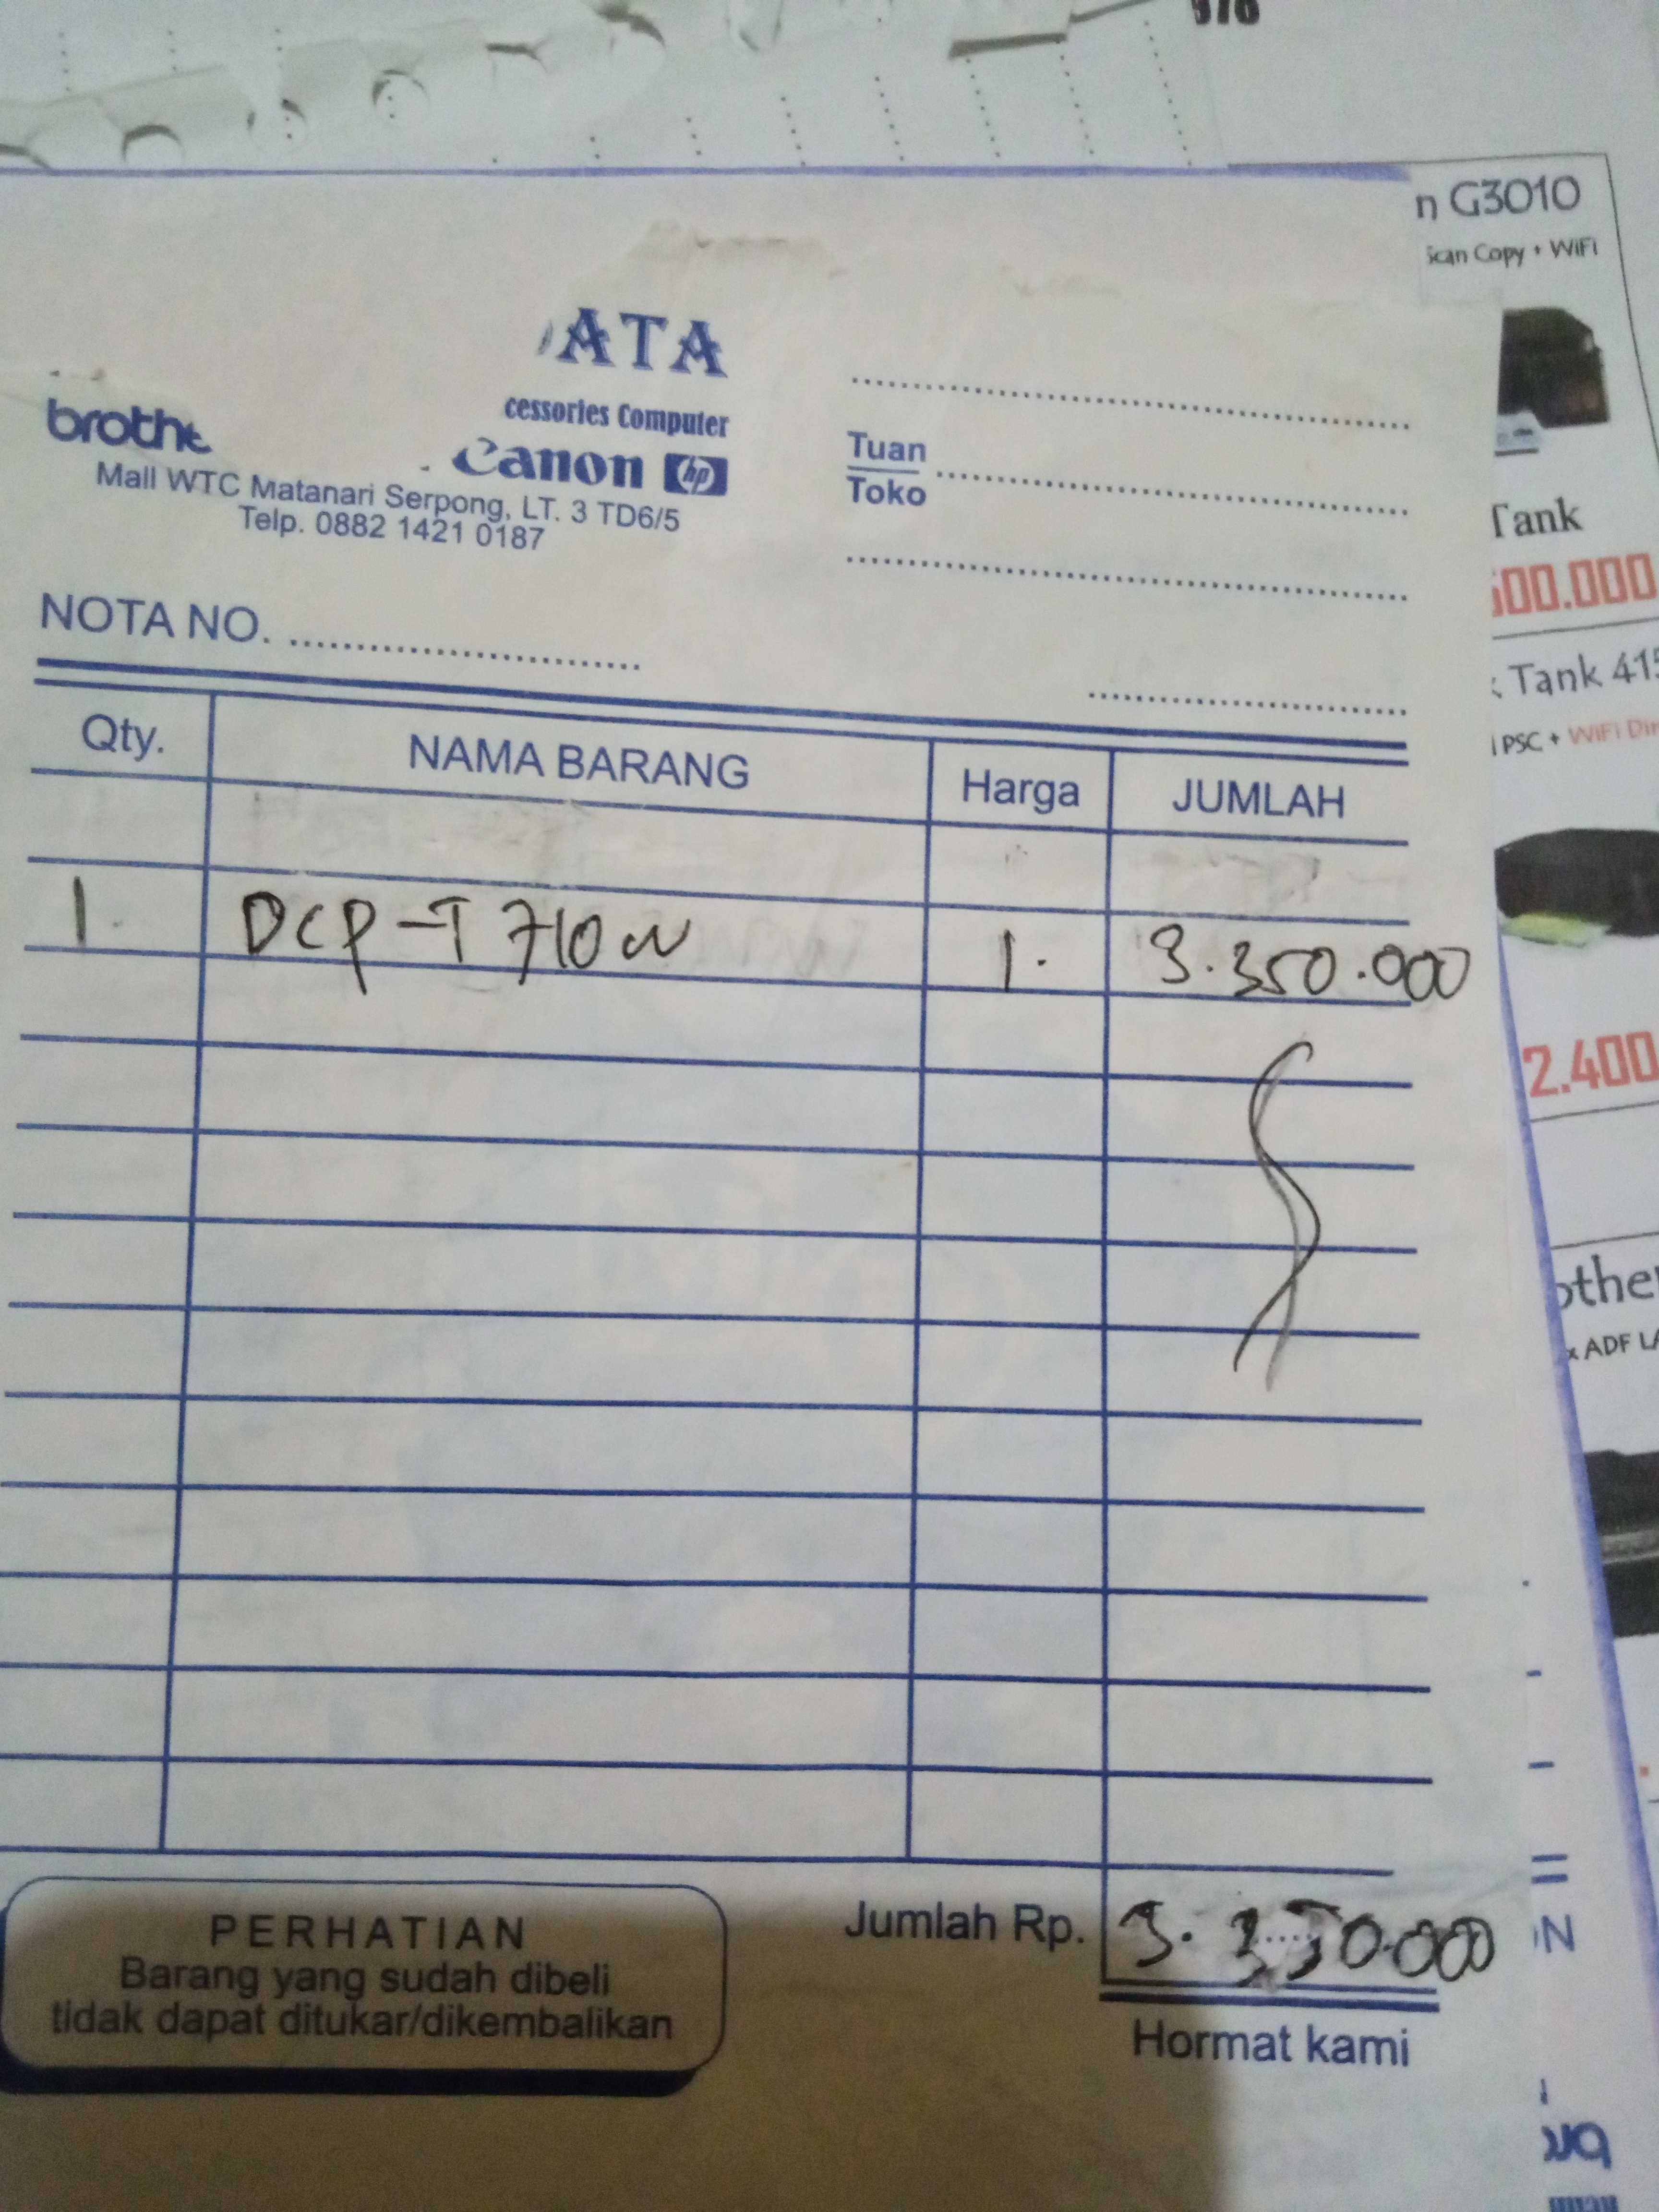 n G3010
Scan Copy + WiFi
ATA
cessories Computer
brothe
Canon hp
Mall WTC Matanari Serpong, LT. 3 TD6/5
Telp. 0882 1421 0187
Tuan
Toko
NOTA NO.
Tank
500.000
Tank 415
PSC + WiFi Dir
Qty. NAMA BARANG Harga JUMLAH
1. DCP-T710W 1. 3.350.000
2.400
othe
ADF
PERHATIAN
Barang yang sudah dibeli
tidak dapat ditukar/dikembalikan
Jumlah Rp. 3.350.000
Hormat kami
N